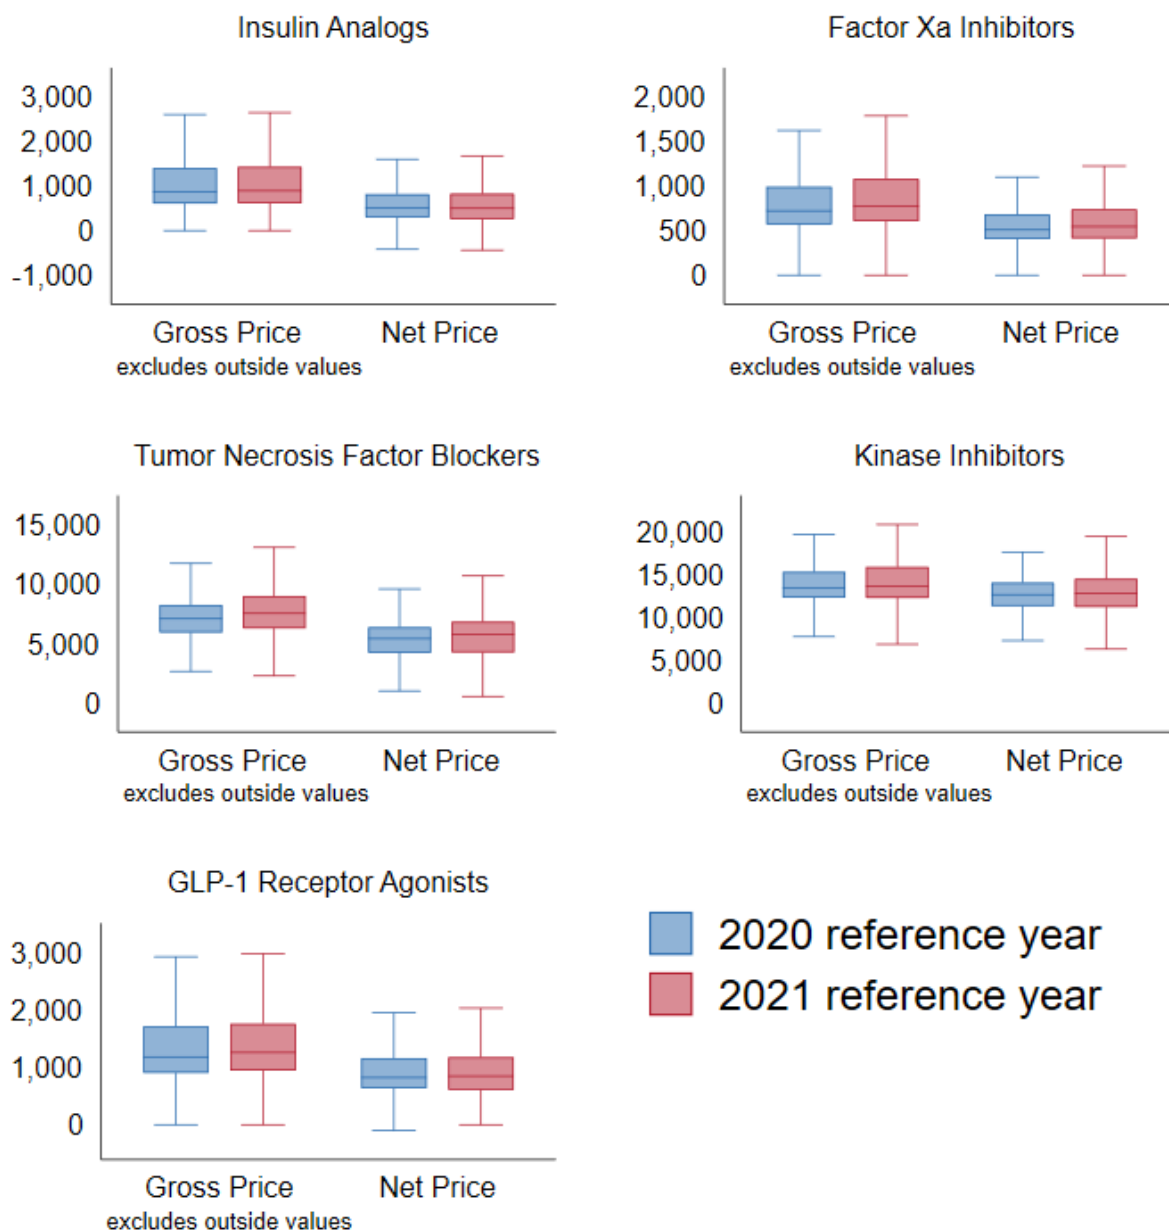 Insulin Analogs
3,000
2,000
1,000
0
-1,000
Gross Price Net Price
excludes outside values
Factor Xa Inhibitors
2,000
1,500
1,000
500
0
Gross Price Net Price
excludes outside values
Tumor Necrosis Factor Blockers
15,000
10,000
5,000
0
Gross Price Net Price
excludes outside values
Kinase Inhibitors
20,000
15,000
10,000
5,000
0
Gross Price Net Price
excludes outside values
GLP-1 Receptor Agonists
3,000
2,000
1,000
0
Gross Price Net Price
excludes outside values
2020 reference year
2021 reference year